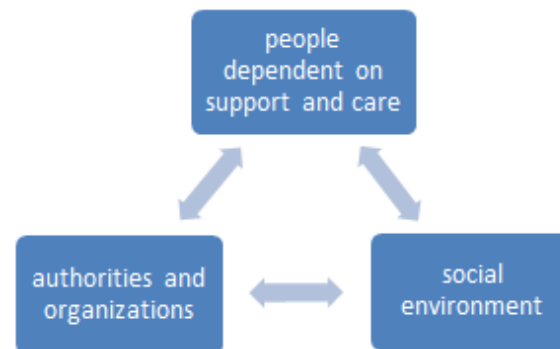 people
dependent on
support and care
authorities and
organizations
social
environment